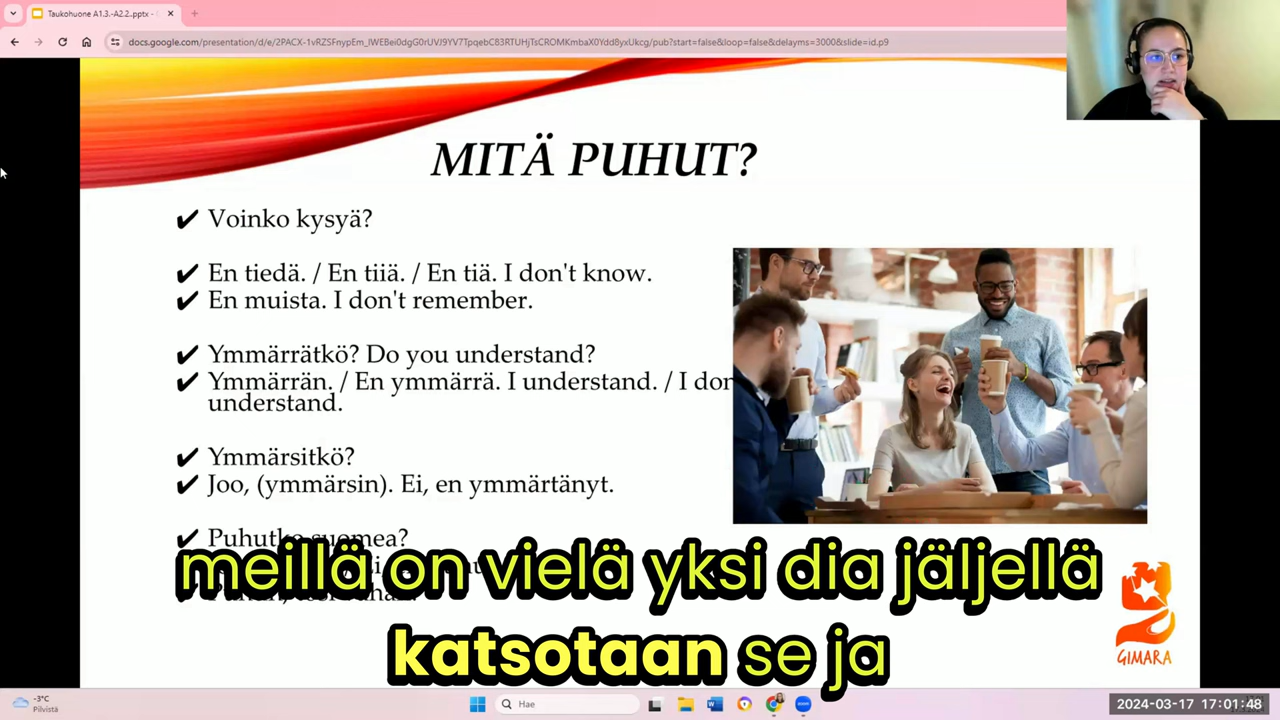 Taukohuone A1.3.-A2.2..pptx -
docs.google.com/presentation/d/e/2PACX-1vRZSFnypEm_lWEBei0dgG0rUVJ9YV7TpqebC83RTUHjTsCROMKmbaX0Ydd8yxUkcg/pub?start=false&loop=false&delayms=3000&slide=id.p9
MITÄ PUHUT?
✔ Voinko kysyä?
✔ En tiedä. / En tiiä. / En tiä. I don't know.
✔ En muista. I don't remember.
✔ Ymmärrätkö? Do you understand?
✔ Ymmärrän. / En ymmärrä. I understand. / I don
understand.
✔ Ymmärsitkö?
✔ Joo, (ymmärsin). Ei, en ymmärtänyt.
✔ Puhutko suomea?
meillä on vielä yksi dia jäljellä
katsotaan se ja
GIMARA
-3°C
Pilvistä
Hae
2024-03-17 17:01:48